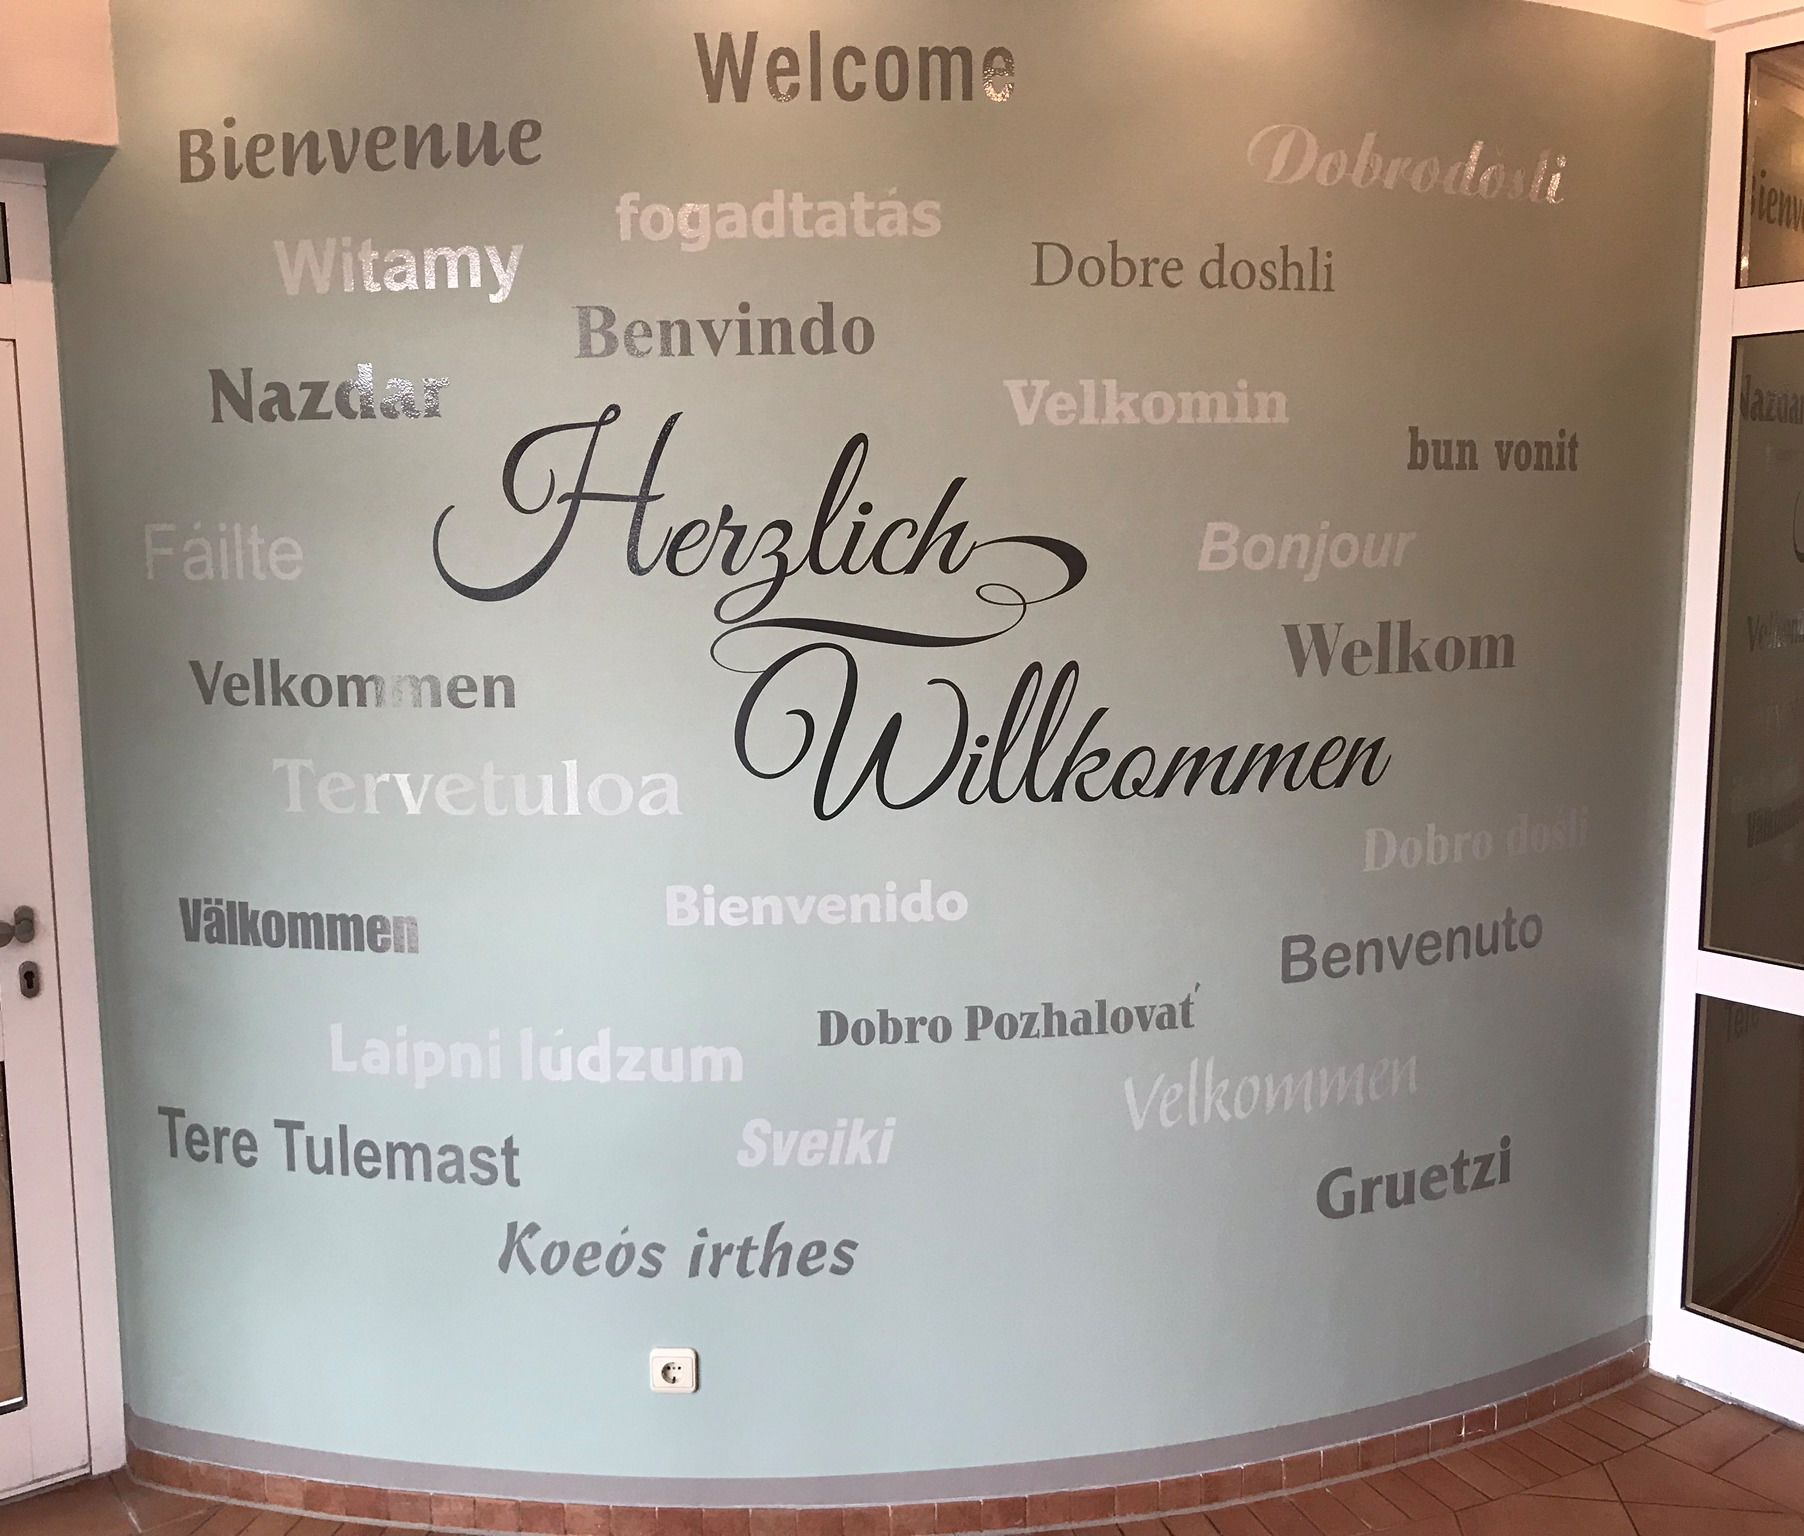 Welcome
Bienvenue
Dobrodošli
fogadtatás
Witamy
Dobre doshli
Benvindo
Nazdar
Velkomin
bun vonit
Herzlich
Fáilte
Bonjour
Welkom
Velkommen
Willkommen
Tervetuloa
Dobro došli
Bienvenido
Välkommen
Benvenuto
Dobro Pozhalovať
Laipni lúdzum
Velkommen
Tere Tulemast
Sveiki
Gruetzi
Koeós irthes